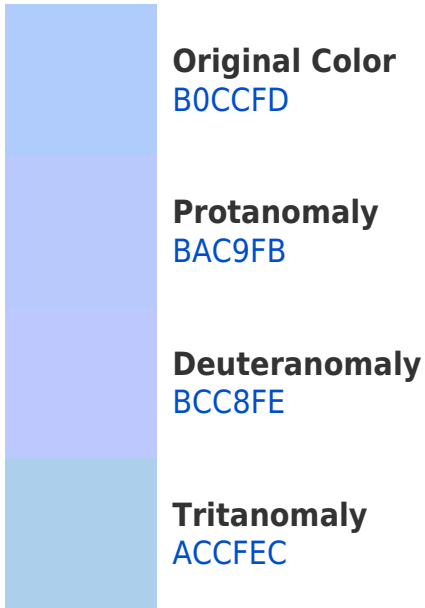 Original Color
B0CCFD
Protanomaly
BAC9FB
Deuteranomaly
BCC8FE
Tritanomaly
ACCFEC